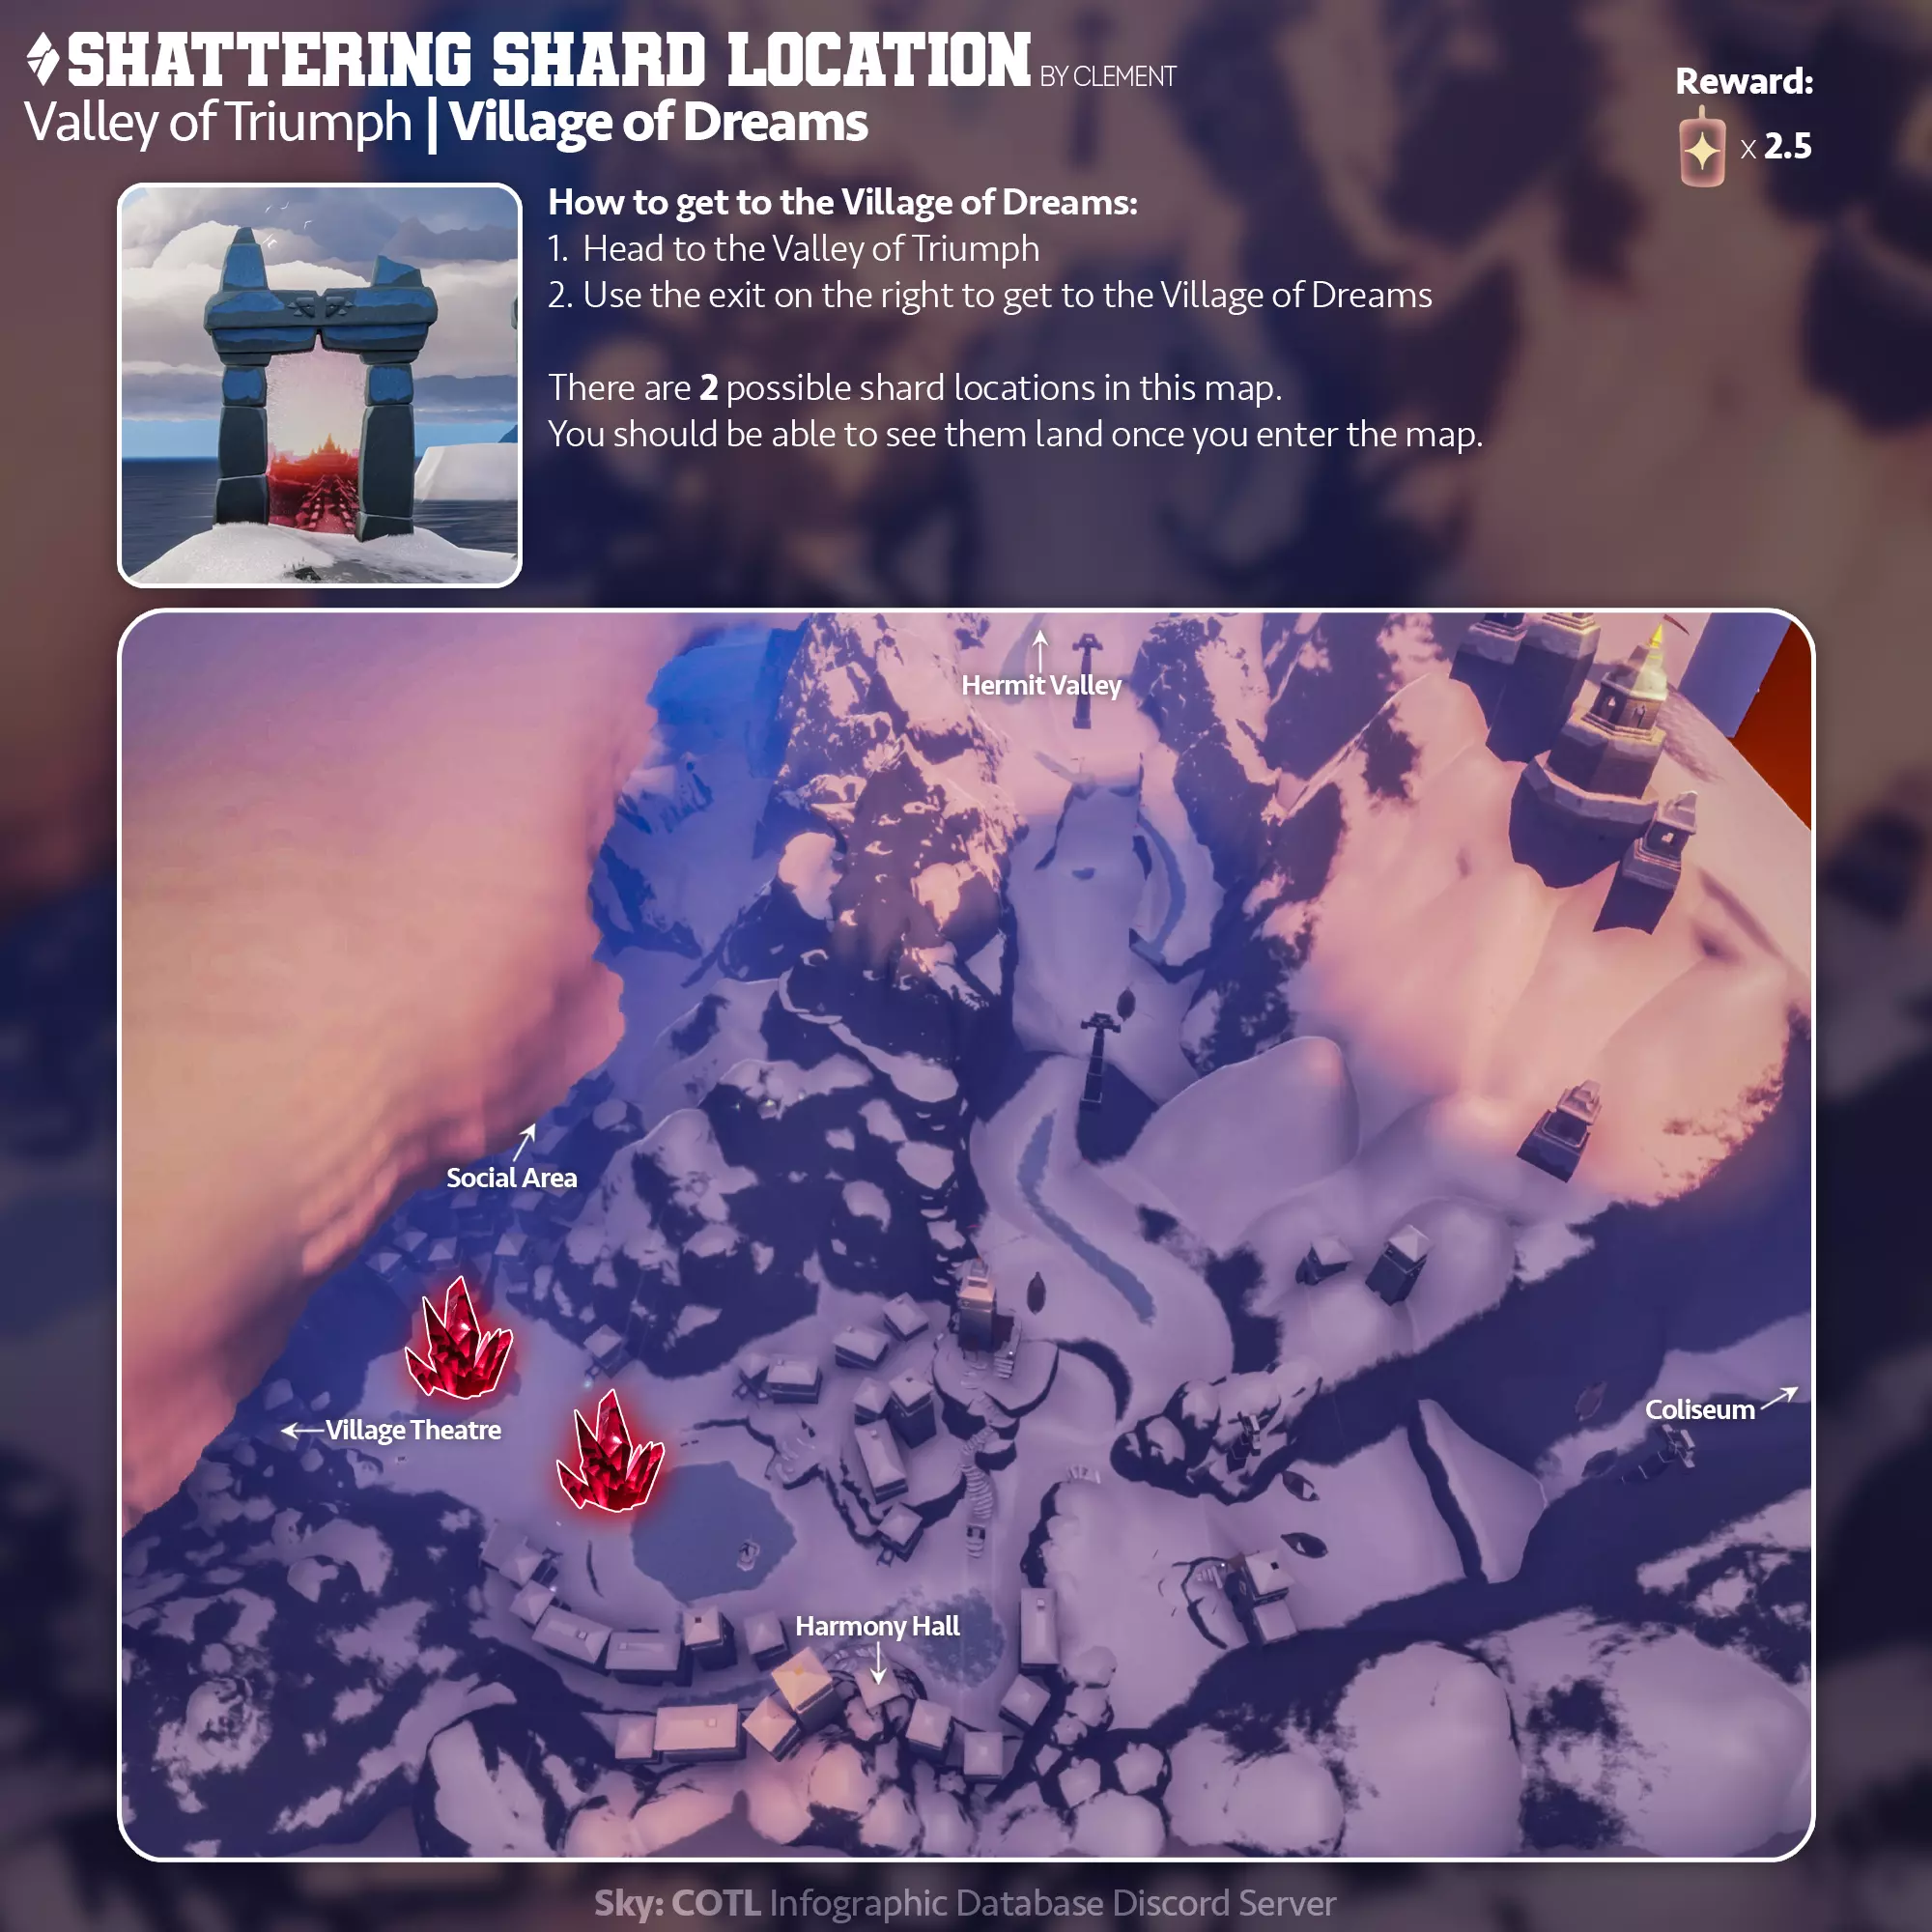 SHATTERING SHARD LOCATION BY CLEMENT
Valley of Triumph | Village of Dreams
Reward:
x 2.5
How to get to the Village of Dreams:
1. Head to the Valley of Triumph
2. Use the exit on the right to get to the Village of Dreams
There are 2 possible shard locations in this map.
You should be able to see them land once you enter the map.
Hermit Valley
Social Area
Village Theatre
Coliseum
Harmony Hall
Sky: COTL Infographic Database Discord Server